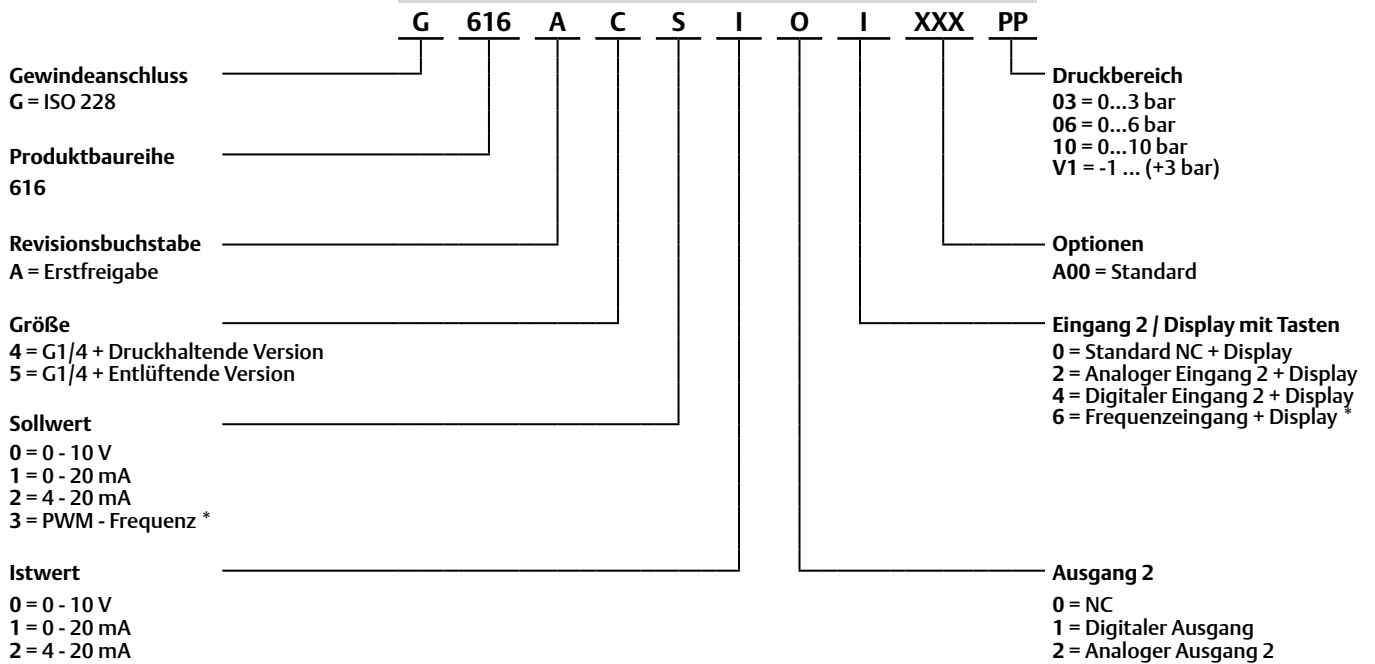 G 616 A C S I O I XXX PP
Gewindeanschluss
G = ISO 228
Produktbaureihe
616
Revisionsbuchstabe
A = Erstfreigabe
Größe
4 = G1/4 + Druckhaltende Version
5 = G1/4 + Entlüftende Version
Sollwert
0 = 0 - 10 V
1 = 0 - 20 mA
2 = 4 - 20 mA
3 = PWM - Frequenz *
Istwert
0 = 0 - 10 V
1 = 0 - 20 mA
2 = 4 - 20 mA
Druckbereich
03 = 0...3 bar
06 = 0...6 bar
10 = 0...10 bar
V1 = -1 ... (+3 bar)
Optionen
A00 = Standard
Eingang 2 / Display mit Tasten
0 = Standard NC + Display
2 = Analoger Eingang 2 + Display
4 = Digitaler Eingang 2 + Display
6 = Frequenzeingang + Display *
Ausgang 2
0 = NC
1 = Digitaler Ausgang
2 = Analoger Ausgang 2